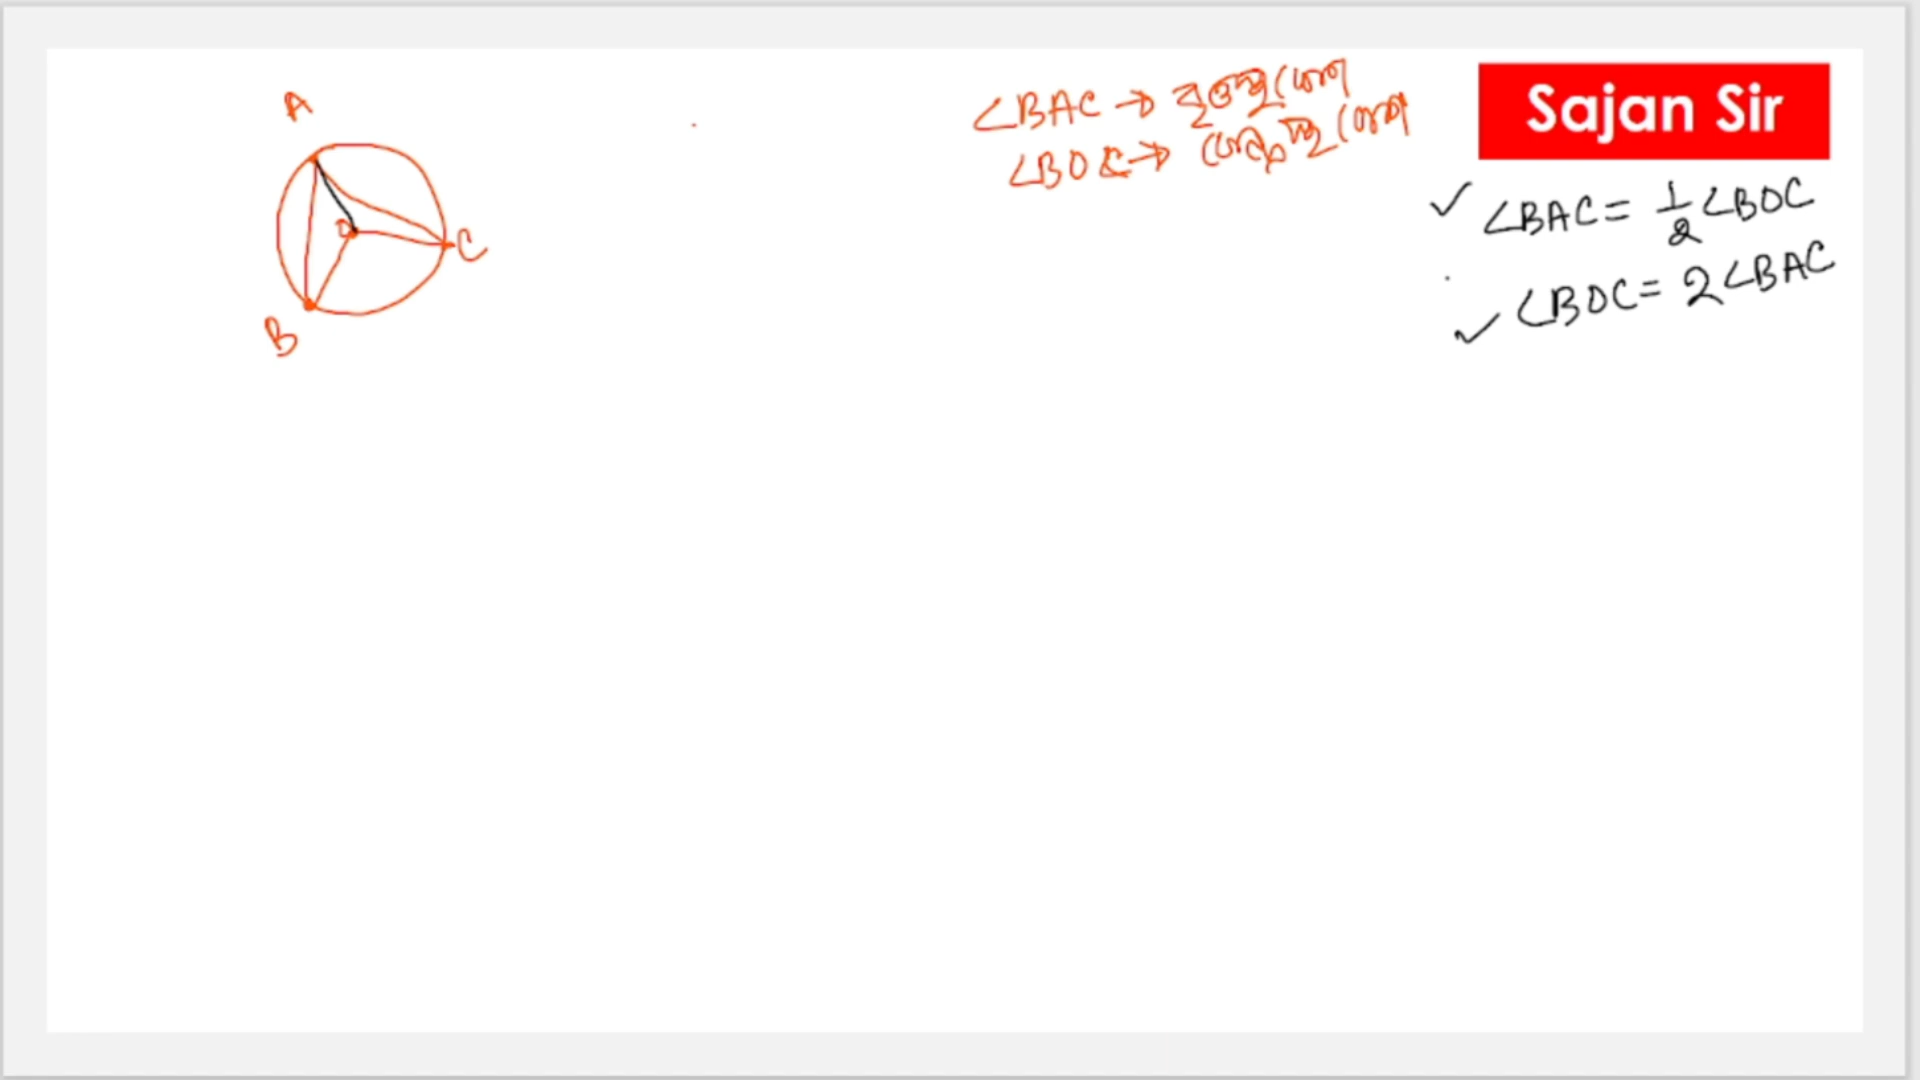 A
O
C
B
∠BAC → বৃত্তস্থ কোণ
∠BOC → কেন্দ্রস্থ কোণ
Sajan Sir
✓ ∠BAC = 1/2 ∠BOC
✓ ∠BOC = 2∠BAC